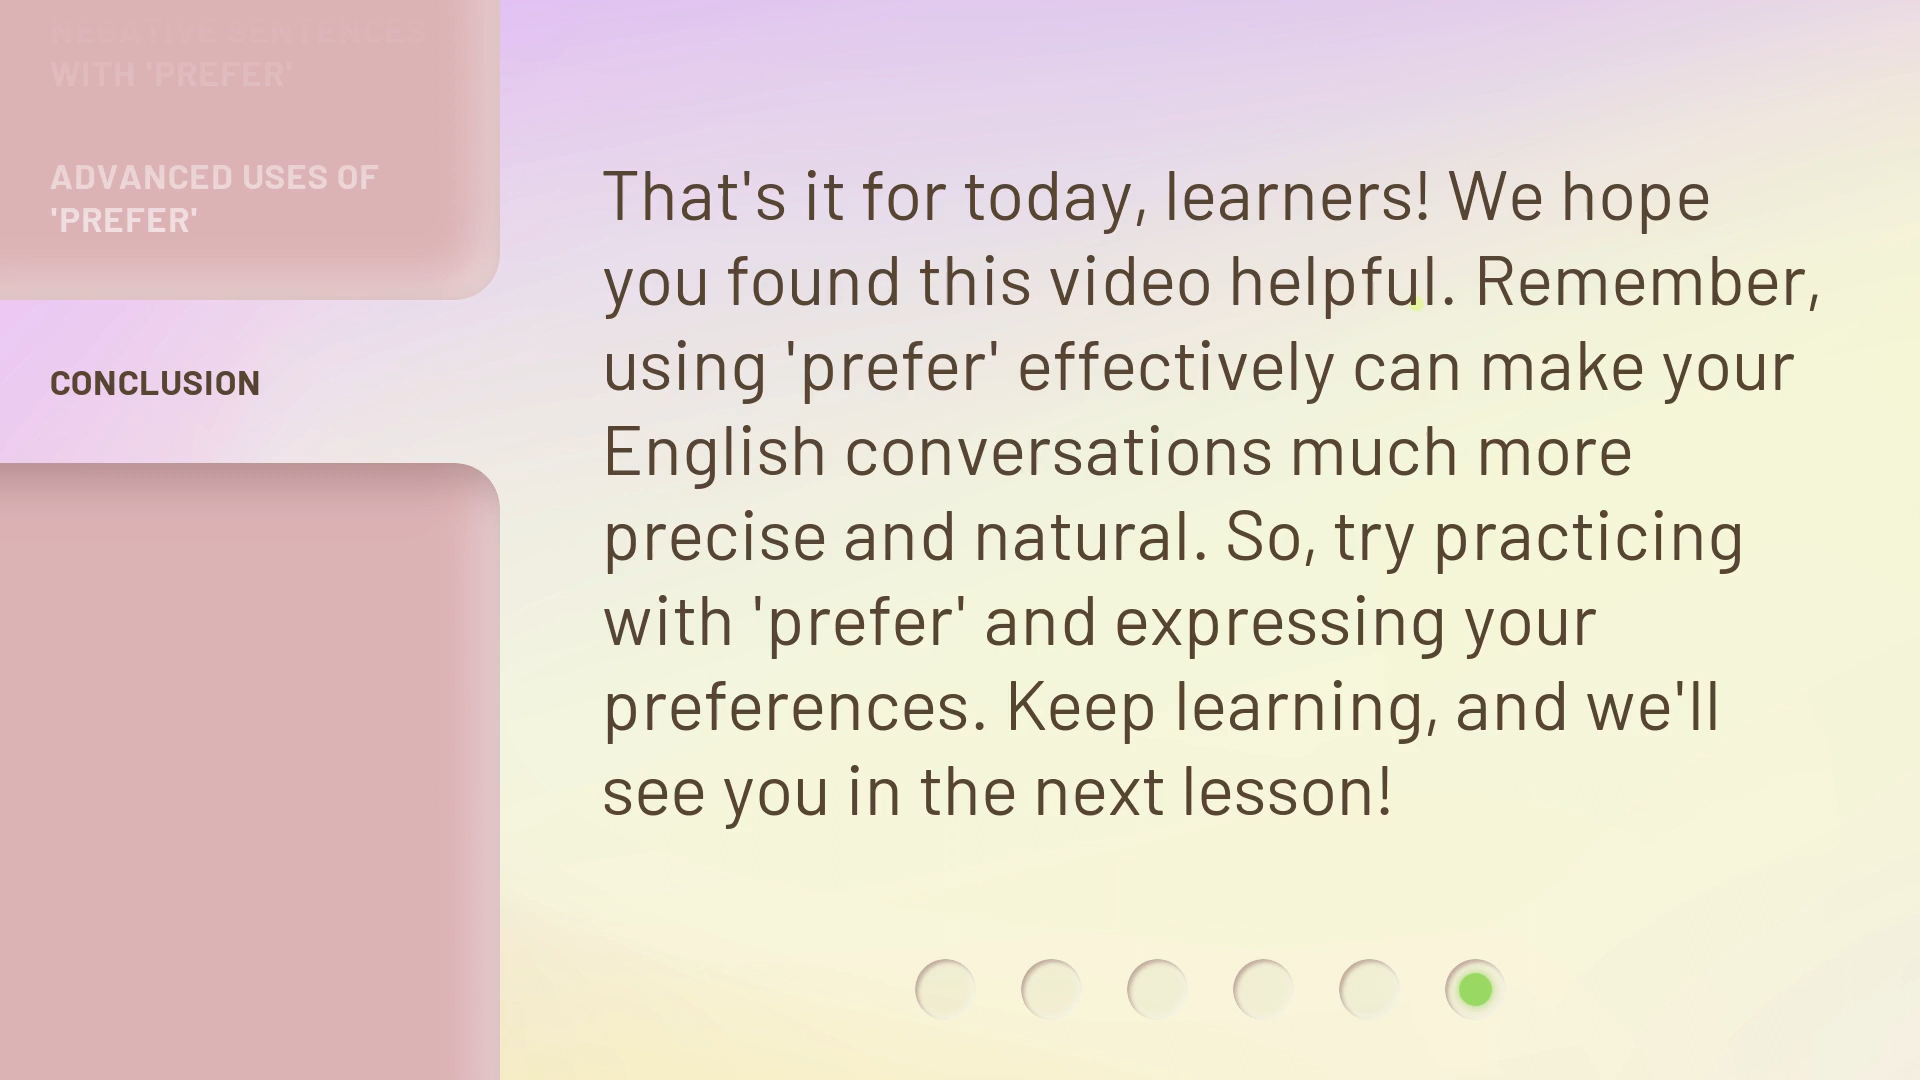 NEGATIVE SENTENCES
WITH 'PREFER'
ADVANCED USES OF
'PREFER'
CONCLUSION
That's it for today, learners! We hope
you found this video helpful. Remember,
using 'prefer' effectively can make your
English conversations much more
precise and natural. So, try practicing
with 'prefer' and expressing your
preferences. Keep learning, and we'll
see you in the next lesson!